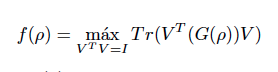 f(ρ) = máx_{V^T V = I} Tr(V^T(G(ρ))V)